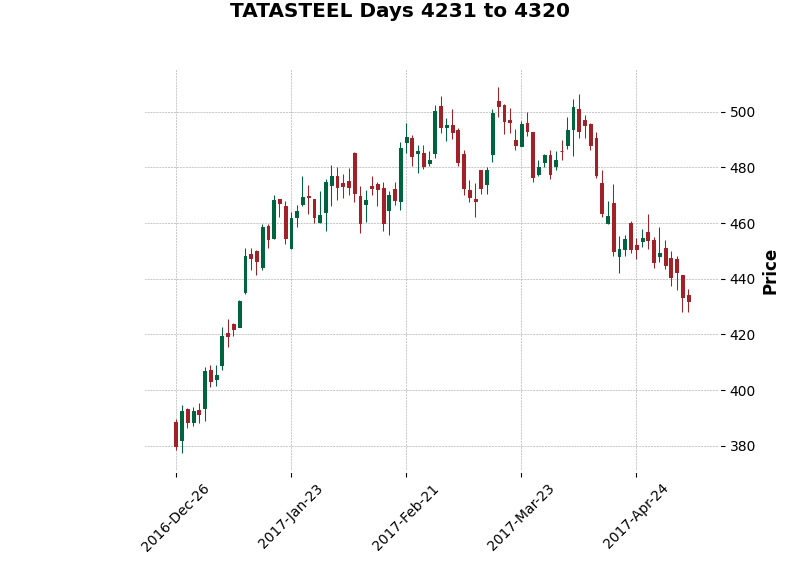 TATASTEEL Days 4231 to 4320
500
480
460
440
420
400
380
Price
2016-Dec-26
2017-Jan-23
2017-Feb-21
2017-Mar-23
2017-Apr-24